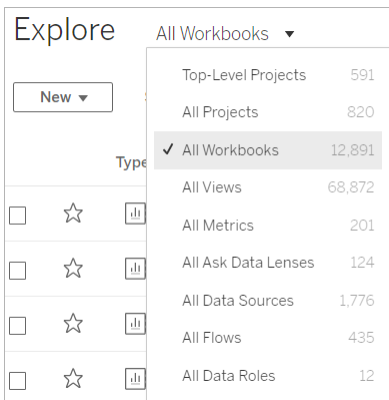 Explore All Workbooks
Top-Level Projects 591
New
All Projects 820
All Workbooks 12,891
Type
All Views 68,872
All Metrics 201
All Ask Data Lenses 124
All Data Sources 1,776
All Flows 435
All Data Roles 12